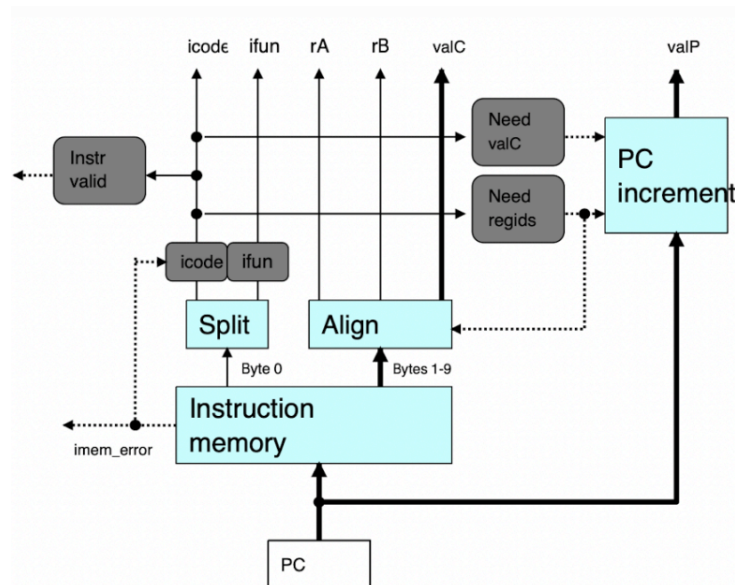 icodϵ ifun rA rB valC valP
Need
valC
Instr
valid
PC
increment
Need
regids
icode ifun
Split
Align
Byte 0
Bytes 1-9
Instruction
memory
imem_error
PC